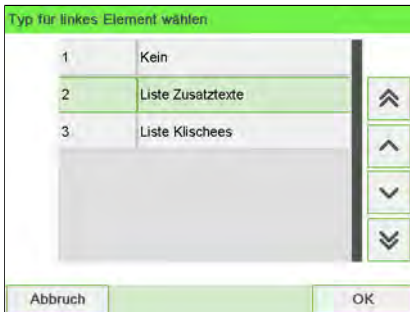 Typ für linkes Element wählen
1 Kein
2 Liste Zusatztexte
3 Liste Klischees
Abbruch OK